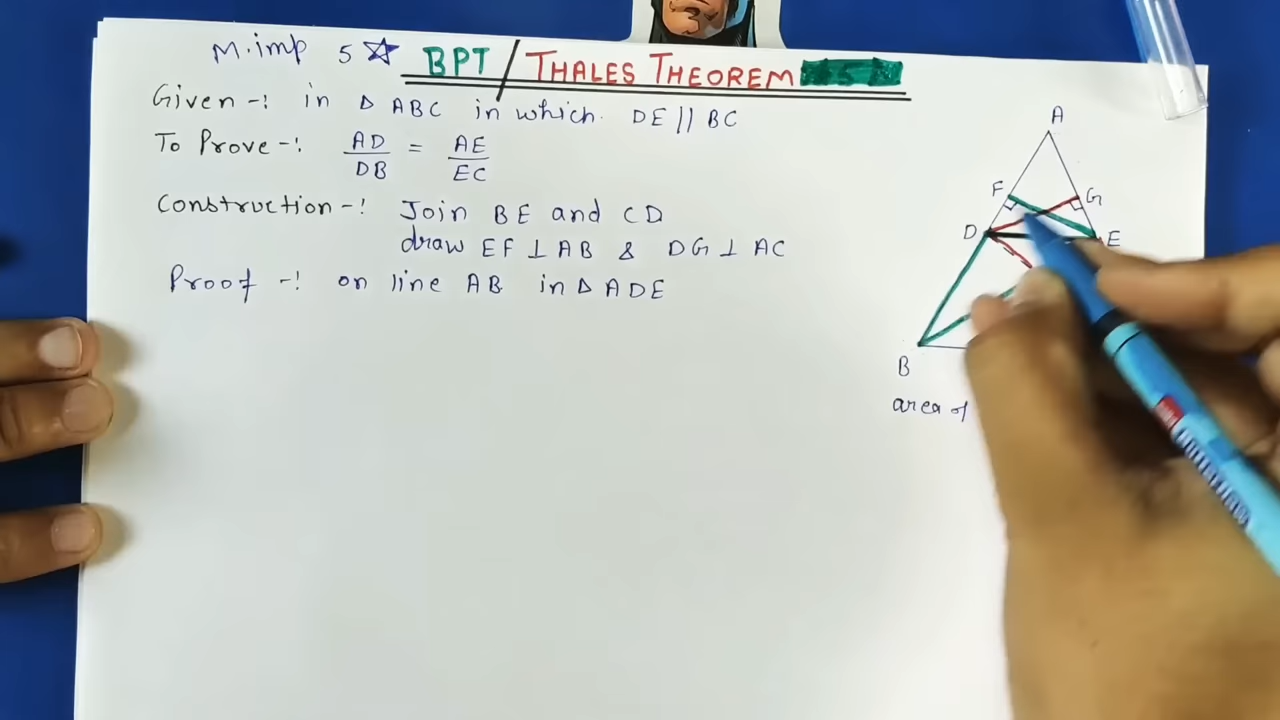 M. imp 5 ☆ BPT / THALES THEOREM
Given -: in Δ ABC in which. DE || BC
To Prove -: AD/DB = AE/EC
Construction -: Join BE and CD
draw EF ⊥ AB & DG ⊥ AC
Proof -: on line AB in Δ ADE
A
F G
D E
B
area of